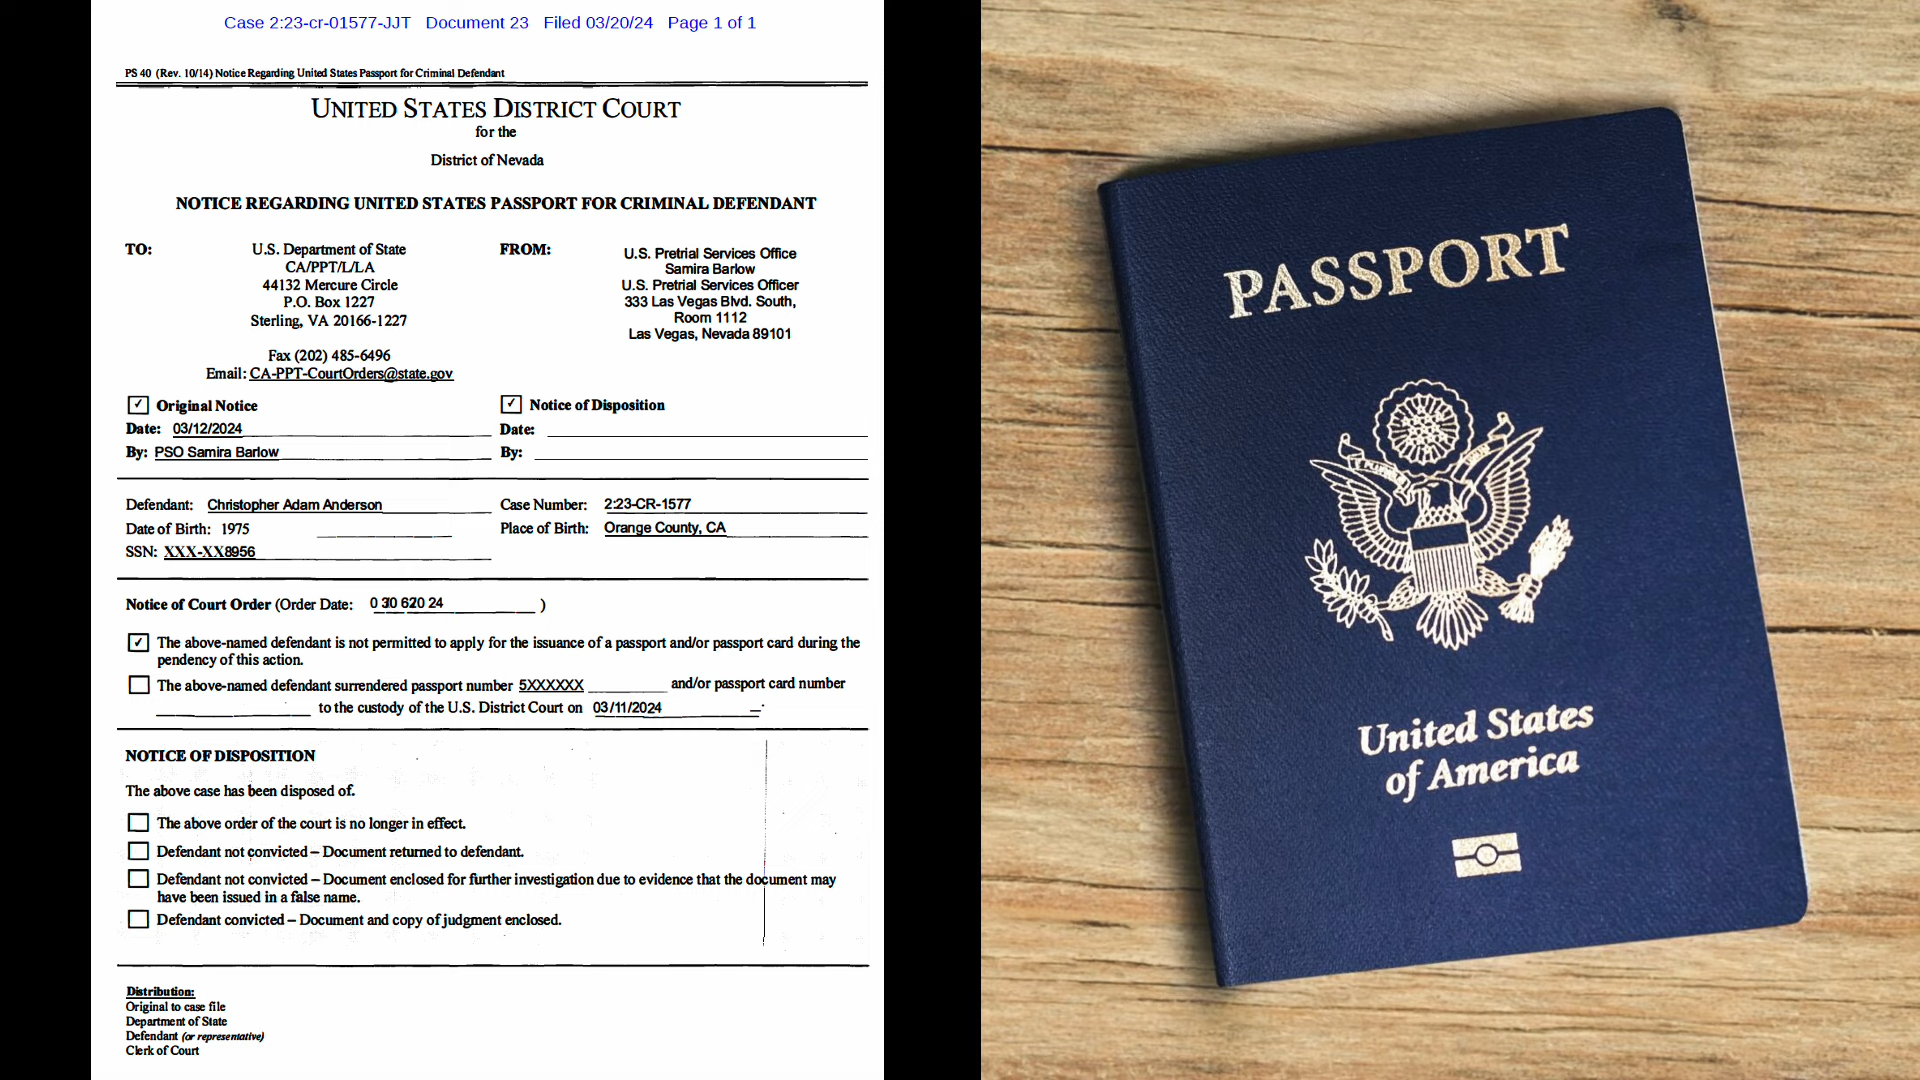 Case 2:23-cr-01577-JJT Document 23 Filed 03/20/24 Page 1 of 1
PS 40 (Rev. 10/14) Notice Regarding United States Passport for Criminal Defendant
UNITED STATES DISTRICT COURT
for the
District of Nevada
NOTICE REGARDING UNITED STATES PASSPORT FOR CRIMINAL DEFENDANT
TO:
U.S. Department of State
CA/PPT/L/LA
44132 Mercure Circle
P.O. Box 1227
Sterling, VA 20166-1227
Fax (202) 485-6496
Email: CA-PPT-CourtOrders@state.gov
FROM:
U.S. Pretrial Services Office
Samira Barlow
U.S. Pretrial Services Officer
333 Las Vegas Blvd. South,
Room 1112
Las Vegas, Nevada 89101
✓ Original Notice
Date: 03/12/2024
By: PSO Samira Barlow
✓ Notice of Disposition
Date:
By:
Defendant: Christopher Adam Anderson
Date of Birth: 1975
SSN: XXX-XX8956
Case Number: 2:23-CR-1577
Place of Birth: Orange County, CA
Notice of Court Order (Order Date: 0 30 620 24 )
✓ The above-named defendant is not permitted to apply for the issuance of a passport and/or passport card during the
pendency of this action.
The above-named defendant surrendered passport number 5XXXXXX and/or passport card number
to the custody of the U.S. District Court on 03/11/2024 .
NOTICE OF DISPOSITION
The above case has been disposed of.
The above order of the court is no longer in effect.
Defendant not convicted – Document returned to defendant.
Defendant not convicted – Document enclosed for further investigation due to evidence that the document may
have been issued in a false name.
Defendant convicted – Document and copy of judgment enclosed.
Distribution:
Original to case file
Department of State
Defendant (or representative)
Clerk of Court
PASSPORT
United States
of America